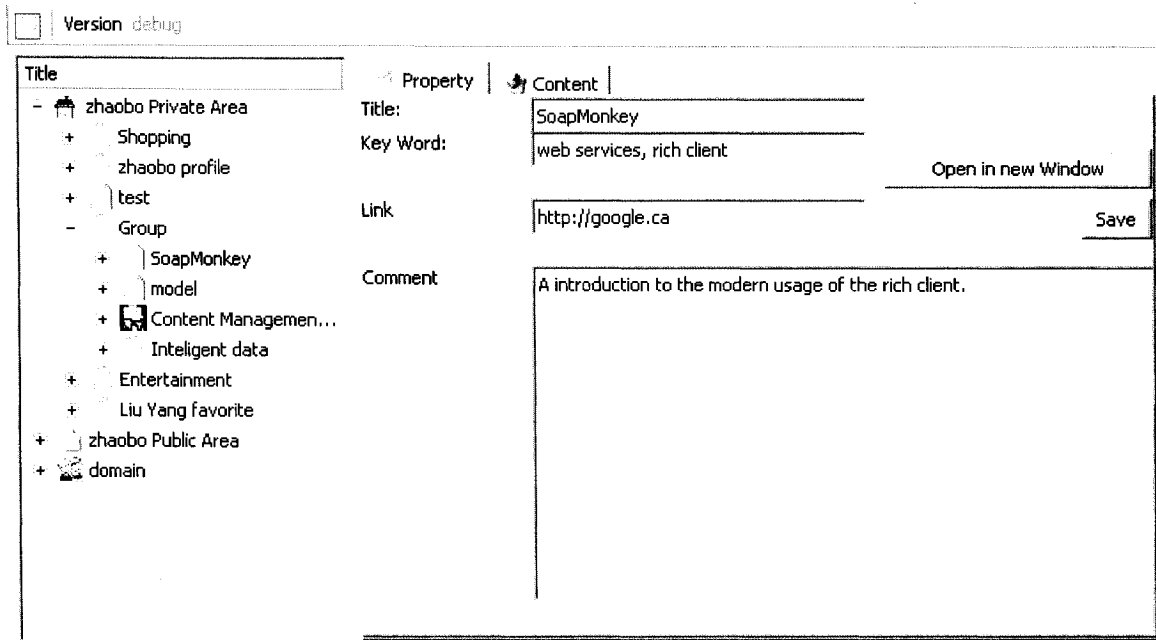 Version debug
Title
zhaobo Private Area
Shopping
zhaobo profile
test
Group
SoapMonkey
model
Content Managemen...
Inteligent data
Entertainment
Liu Yang favorite
zhaobo Public Area
domain
Property Content
Title: SoapMonkey
Key Word: web services, rich client
Open in new Window
Link http://google.ca
Save
Comment A introduction to the modern usage of the rich client.